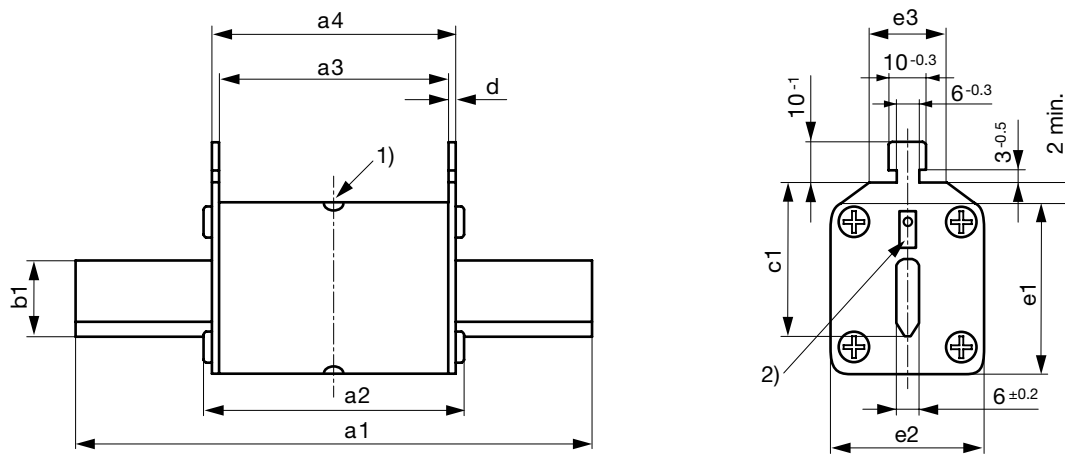 a4
a3
d
1)
b1
a2
a1
e3
10 -0.3
6 -0.3
10 -1
3 -0.5
2 min.
c1
e1
2)
6 ±0.2
e2